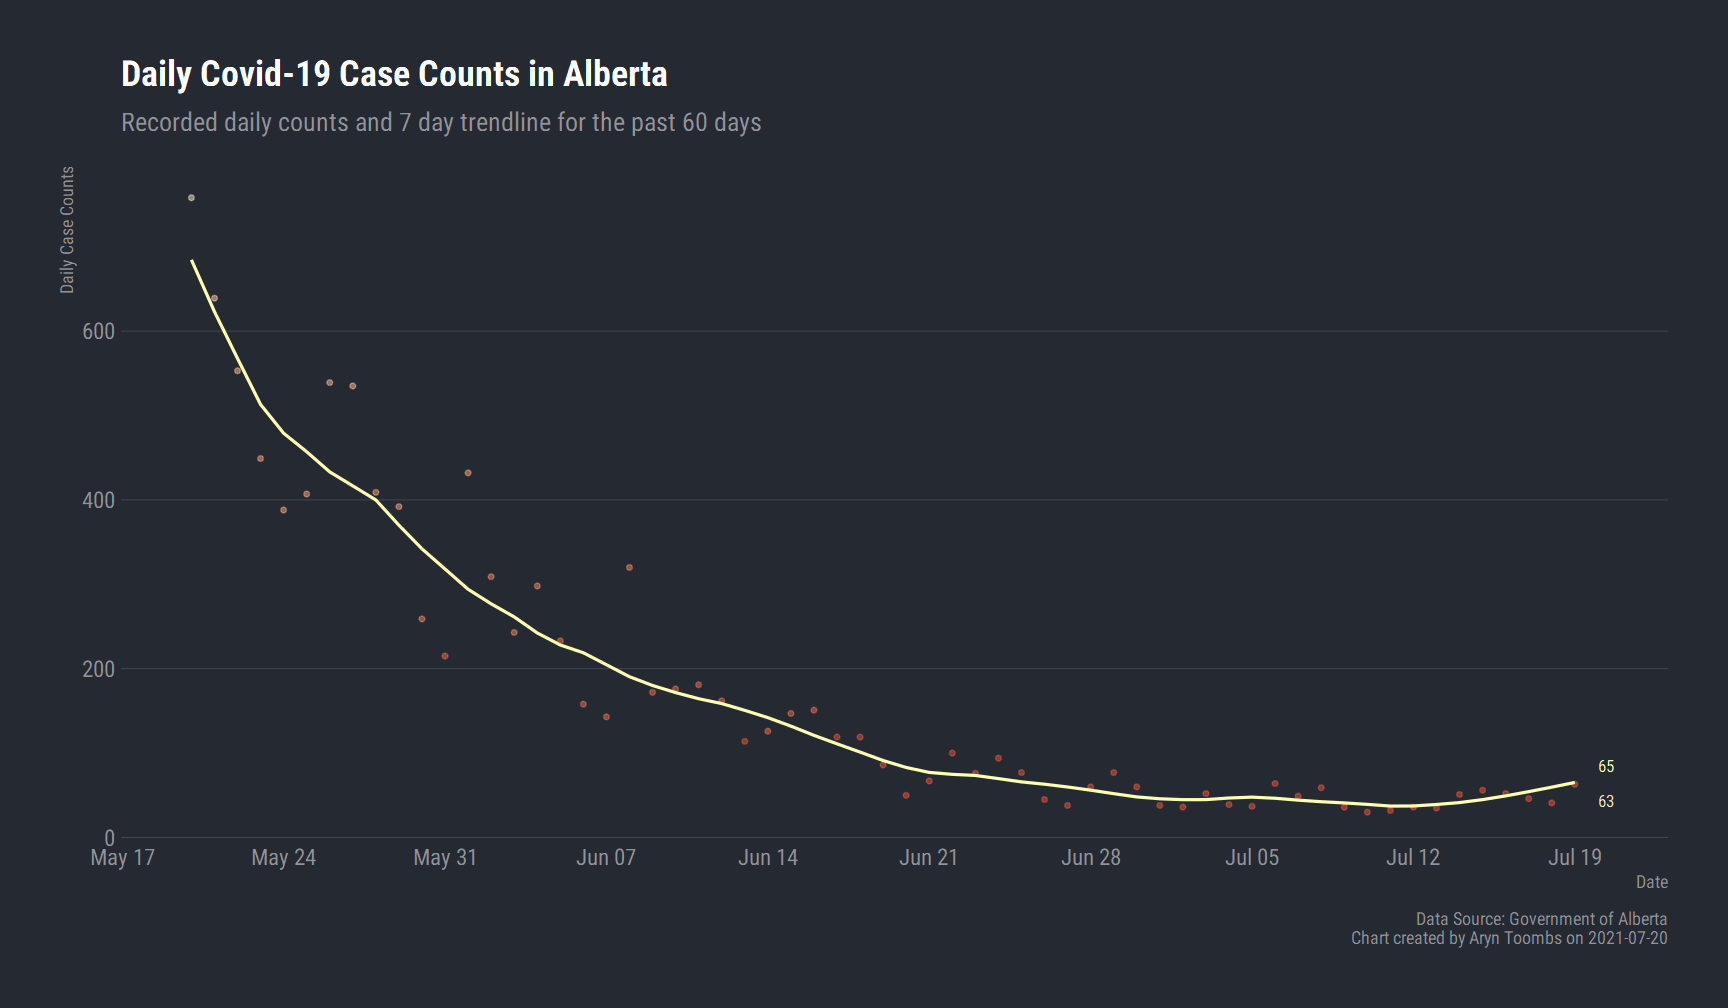 Daily Covid-19 Case Counts in Alberta
Recorded daily counts and 7 day trendline for the past 60 days
Daily Case Counts
600
400
200
0
65
63
May 17 May 24 May 31 Jun 07 Jun 14 Jun 21 Jun 28 Jul 05 Jul 12 Jul 19
Date
Data Source: Government of Alberta
Chart created by Aryn Toombs on 2021-07-20